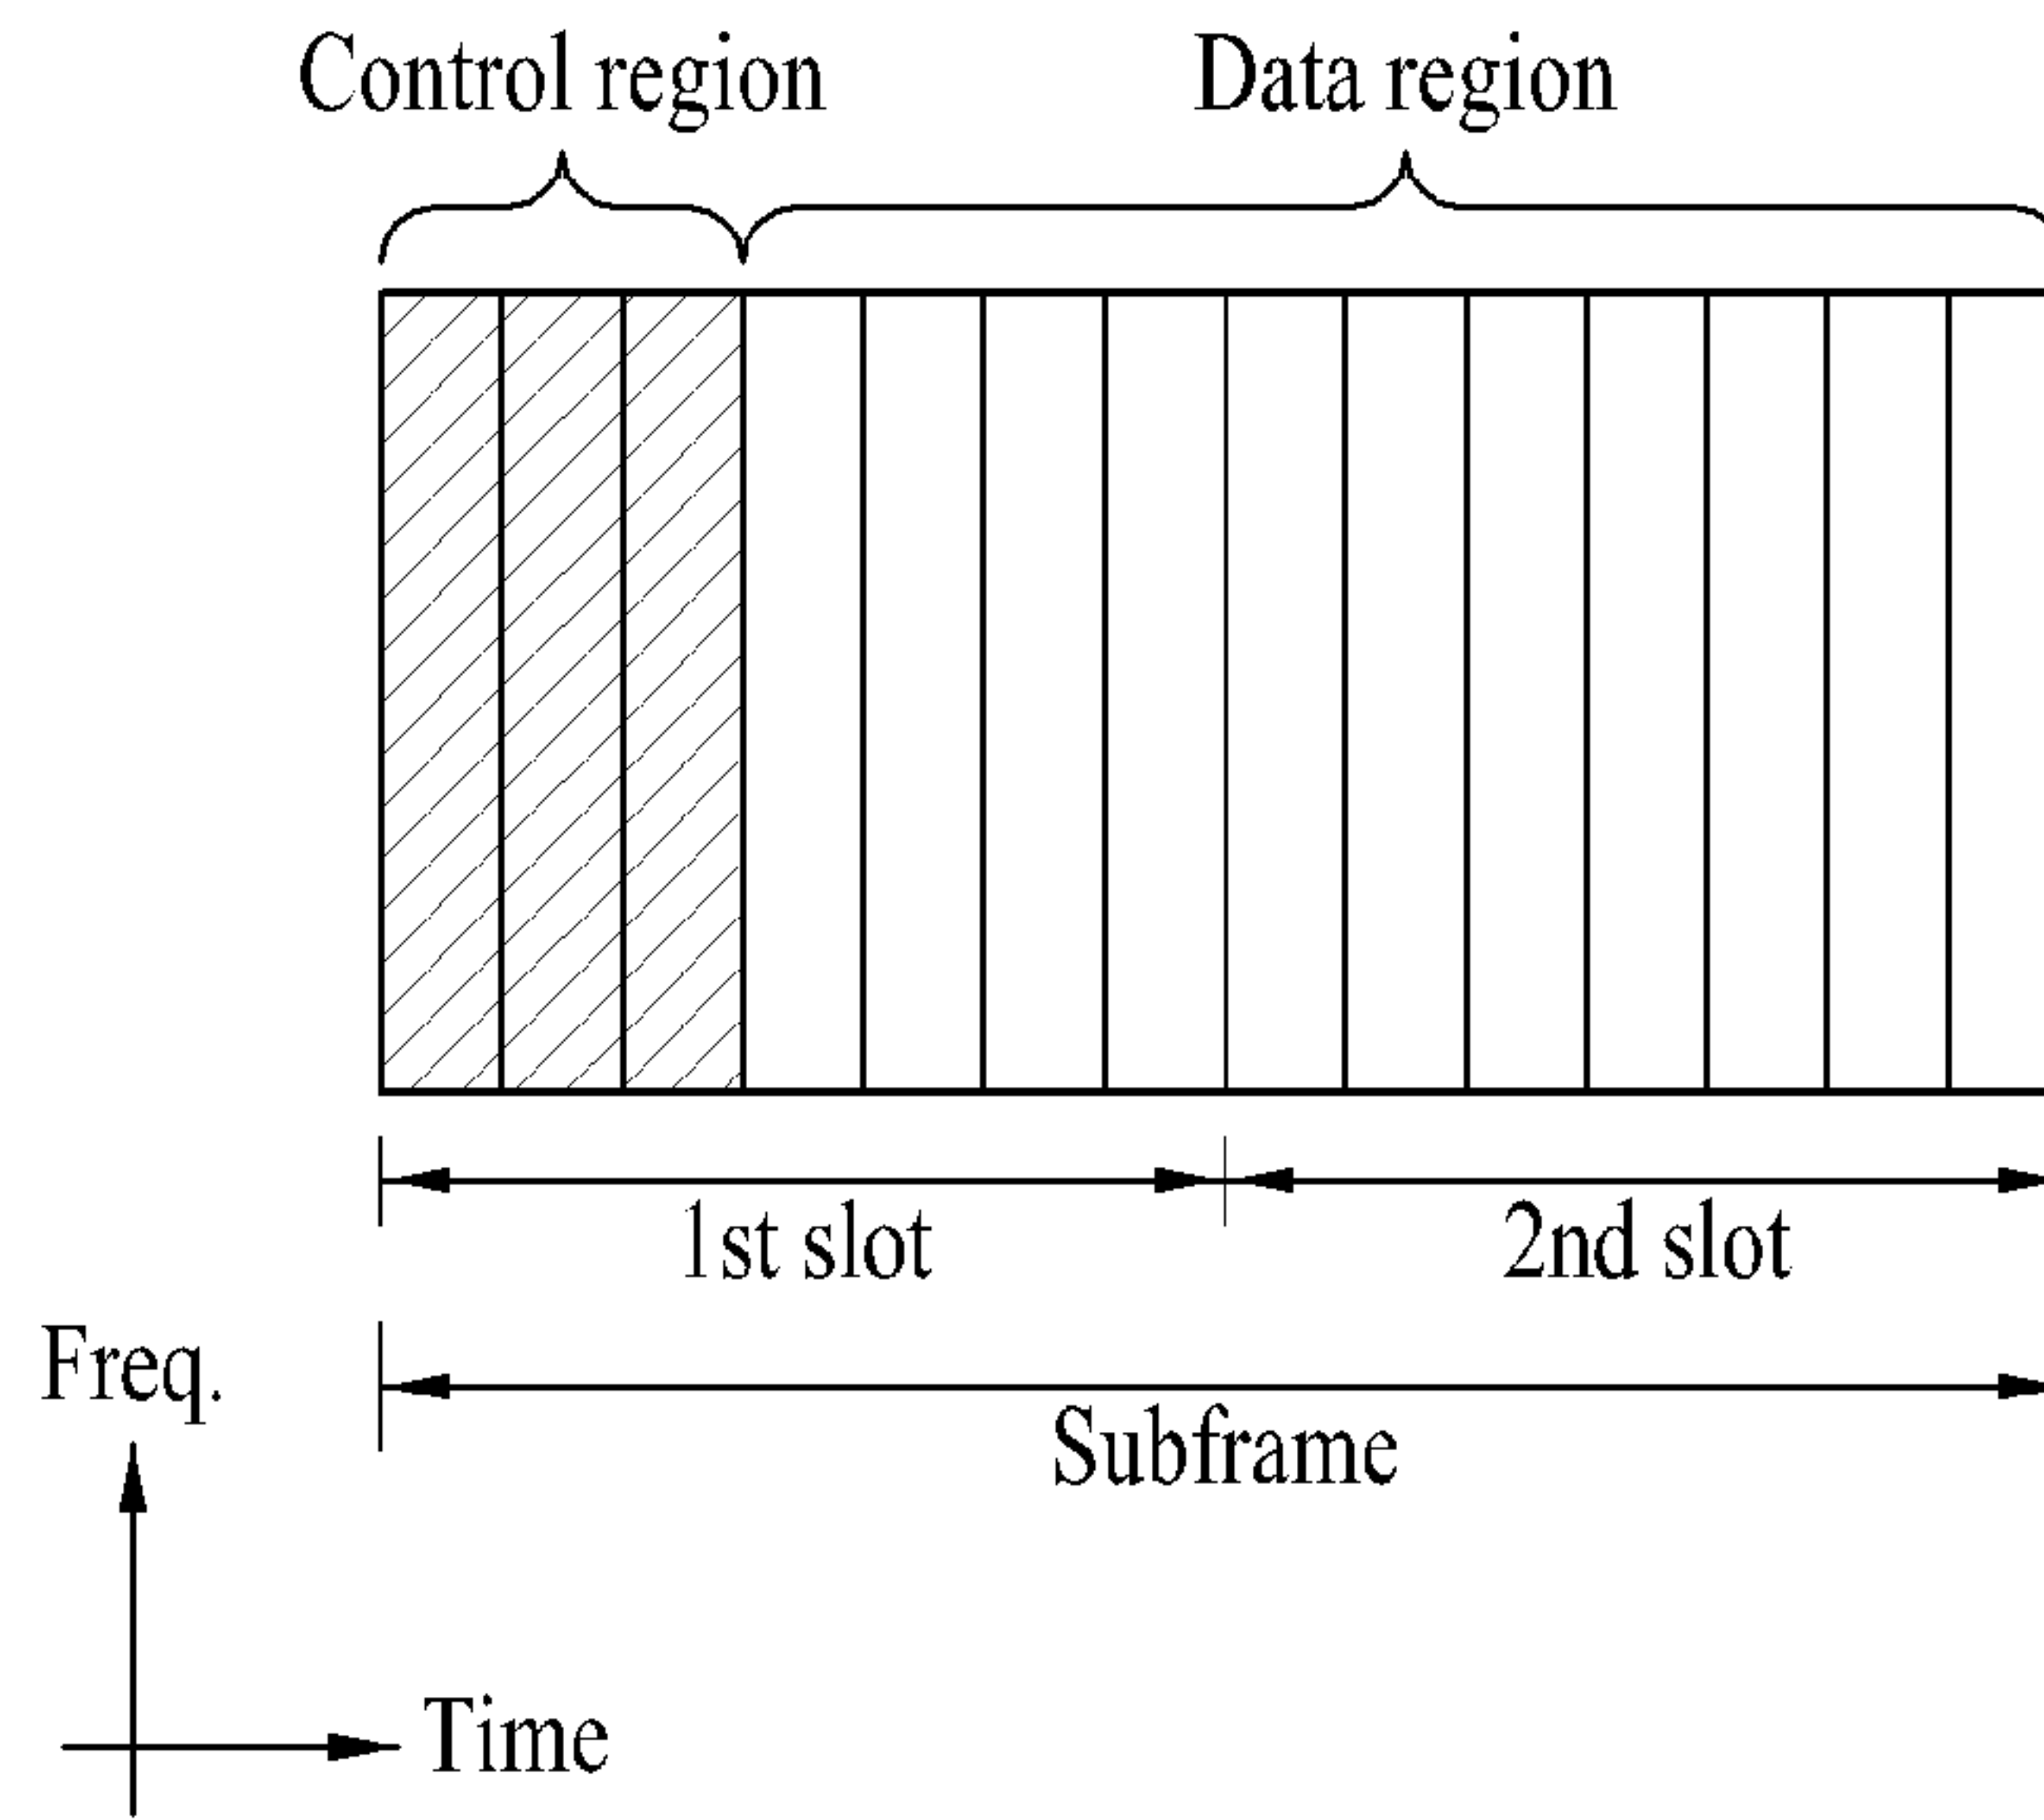 Control region Data region
1st slot 2nd slot
Freq.
Subframe
Time